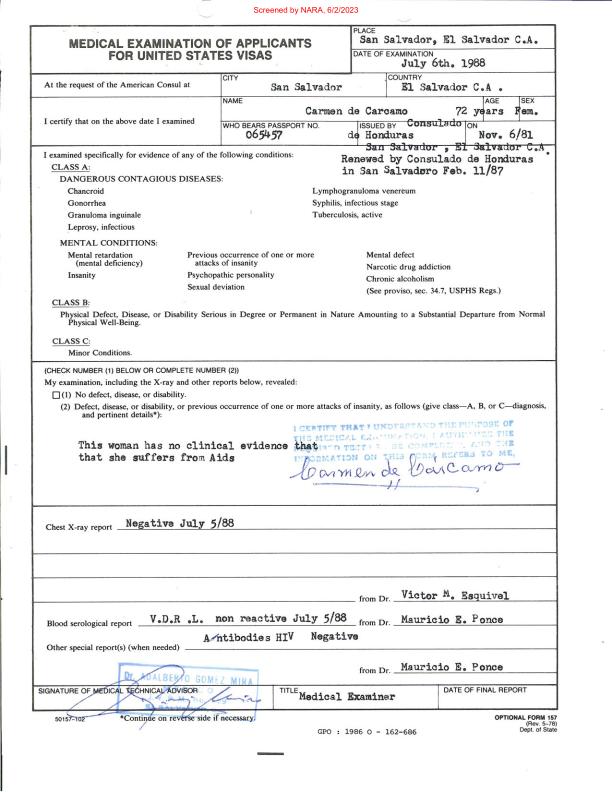 Screened by NARA, 6/2/2023
MEDICAL EXAMINATION OF APPLICANTS
FOR UNITED STATES VISAS
PLACE
San Salvador, El Salvador C.A.
DATE OF EXAMINATION
July 6th. 1988
At the request of the American Consul at
CITY
San Salvador
COUNTRY
El Salvador C.A .
I certify that on the above date I examined
NAME
Carmen de Carcamo
AGE
72 years
SEX
Fem.
WHO BEARS PASSPORT NO.
065457
ISSUED BY Consulado
de Honduras
San Salvador , El Salvador C.A.
ON
Nov. 6/81
Renewed by Consulado de Honduras
in San Salvadoro Feb. 11/87
I examined specifically for evidence of any of the following conditions:
CLASS A:
DANGEROUS CONTAGIOUS DISEASES:
Chancroid
Gonorrhea
Granuloma inguinale
Leprosy, infectious
Lymphogranuloma venereum
Syphilis, infectious stage
Tuberculosis, active
MENTAL CONDITIONS:
Mental retardation
(mental deficiency)
Insanity
Previous occurrence of one or more
attacks of insanity
Psychopathic personality
Sexual deviation
Mental defect
Narcotic drug addiction
Chronic alcoholism
(See proviso, sec. 34.7, USPHS Regs.)
CLASS B:
Physical Defect, Disease, or Disability Serious in Degree or Permanent in Nature Amounting to a Substantial Departure from Normal
Physical Well-Being.
CLASS C:
Minor Conditions.
(CHECK NUMBER (1) BELOW OR COMPLETE NUMBER (2))
My examination, including the X-ray and other reports below, revealed:
(1) No defect, disease, or disability.
(2) Defect, disease, or disability, or previous occurrence of one or more attacks of insanity, as follows (give class—A, B, or C—diagnosis,
and pertinent details*):
I CERTIFY THAT I UNDERSTAND THE PURPOSE OF
THE MEDICAL EXAMINATION, I AUTHORIZE THE
REQUIRED TESTS TO BE COMPLETED AND THE
INFORMATION ON THIS FORM REFERS TO ME,
This woman has no clinical evidence that
that she suffers from Aids
Carmen de Carcamo
Chest X-ray report Negative July 5/88
from Dr. Victor M. Esquivel
Blood serological report V.D.R .L. non reactive July 5/88 from Dr. Mauricio E. Ponce
Antibodies HIV Negative
Other special report(s) (when needed)
from Dr. Mauricio E. Ponce
Dr. ADALBERTO GOMEZ MIRA
SIGNATURE OF MEDICAL TECHNICAL ADVISOR
TITLE
Medical Examiner
DATE OF FINAL REPORT
50157-102
*Continue on reverse side if necessary.
OPTIONAL FORM 157
(Rev. 5-78)
Dept. of State
GPO : 1986 O - 162-686